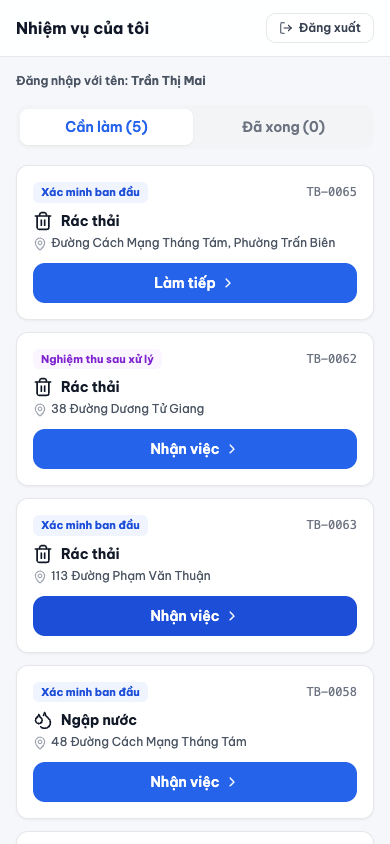 Nhiệm vụ của tôi
Đăng xuất
Đăng nhập với tên: Trần Thị Mai
Cần làm (5)
Đã xong (0)
Xác minh ban đầu
TB-0065
Rác thải
Đường Cách Mạng Tháng Tám, Phường Trấn Biên
Làm tiếp
Nghiệm thu sau xử lý
TB-0062
Rác thải
38 Đường Dương Tử Giang
Nhận việc
Xác minh ban đầu
TB-0063
Rác thải
113 Đường Phạm Văn Thuận
Nhận việc
Xác minh ban đầu
TB-0058
Ngập nước
48 Đường Cách Mạng Tháng Tám
Nhận việc